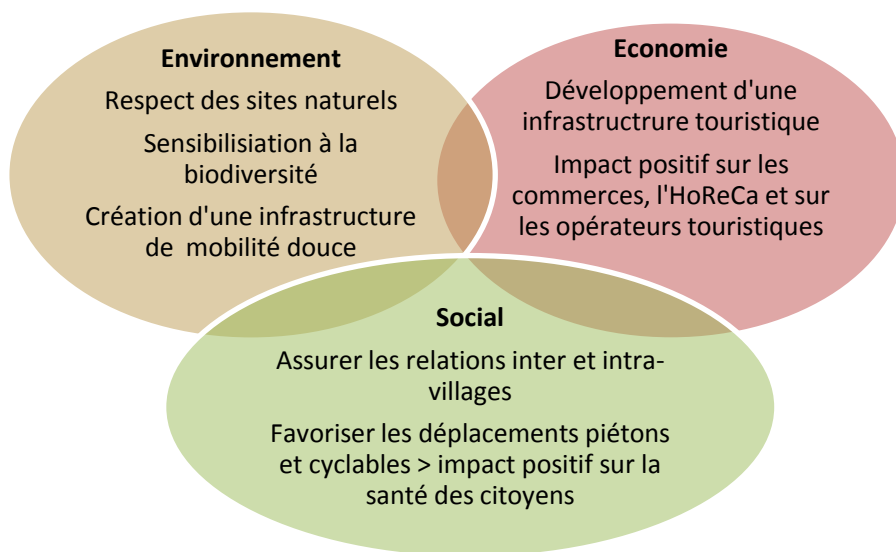 Environnement
Respect des sites naturels
Sensibilisiation à la
biodiversité
Création d'une infrastructure
de mobilité douce
Economie
Développement d'une
infrastructrure touristique
Impact positif sur les
commerces, l'HoReCa et sur
les opérateurs touristiques
Social
Assurer les relations inter et intra-
villages
Favoriser les déplacements piétons
et cyclables > impact positif sur la
santé des citoyens